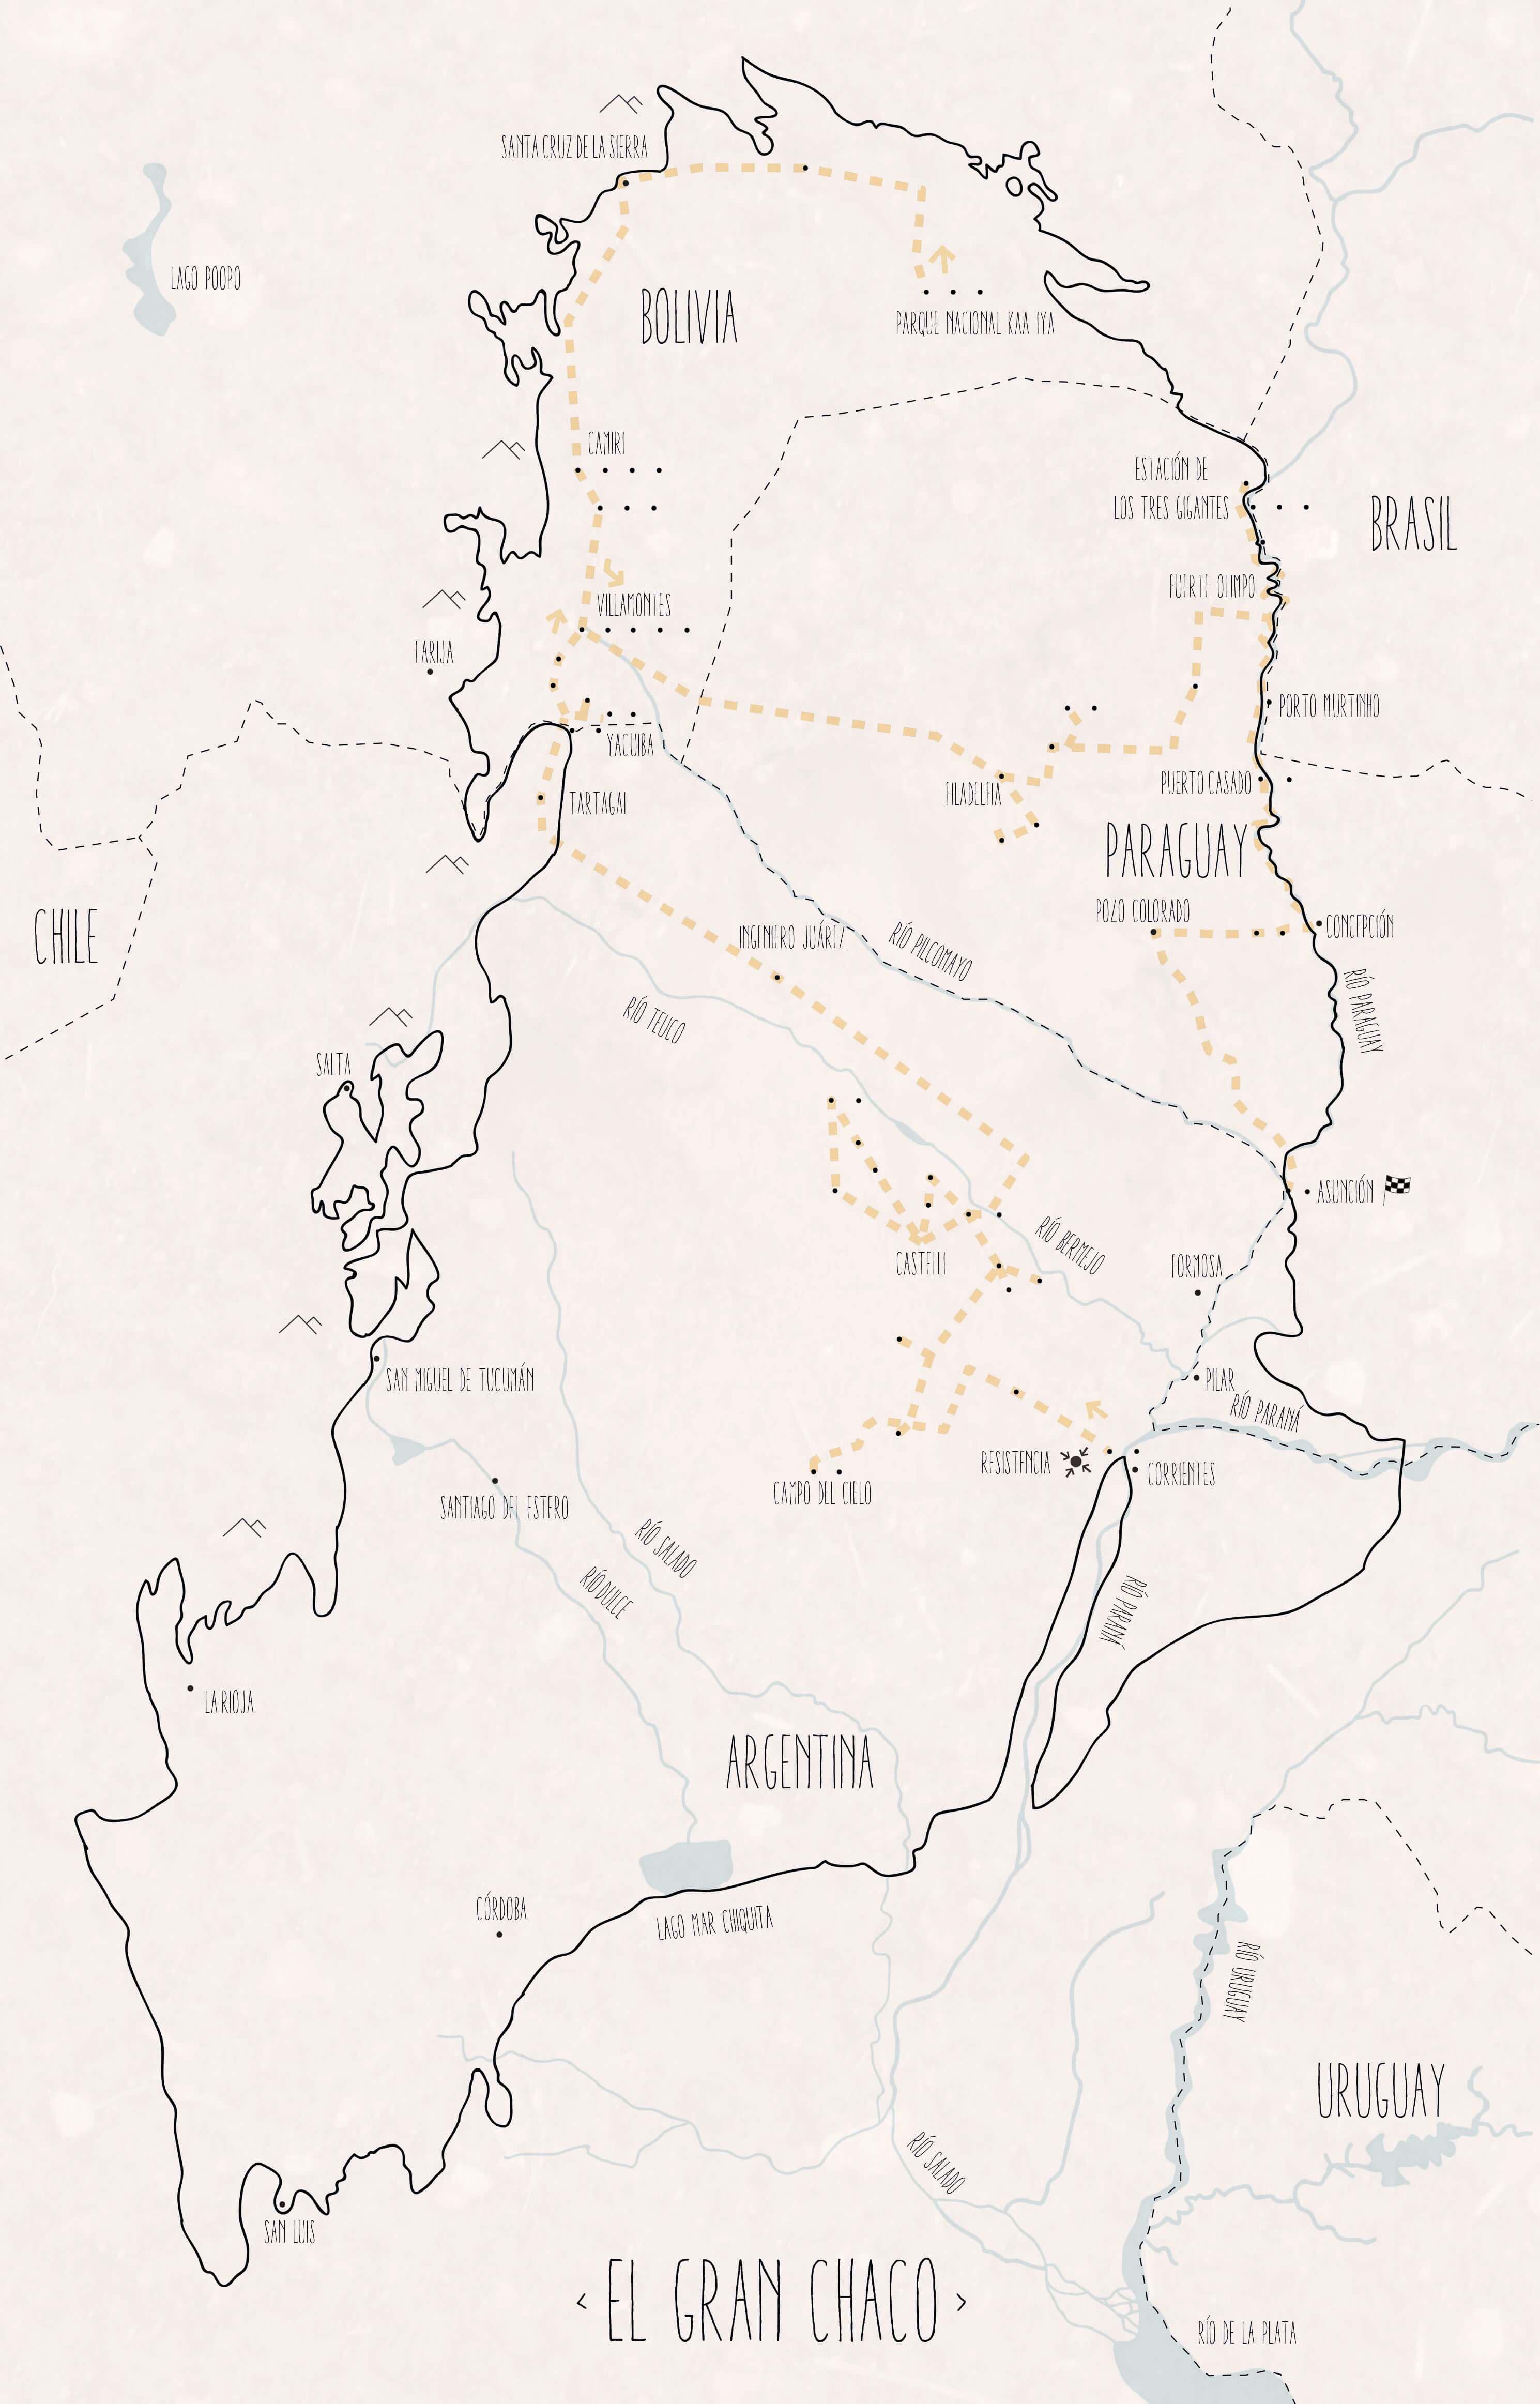 SANTA CRUZ DE LA SIERRA
LAGO POOPO
BOLIVIA
PARQUE NACIONAL KAA IYA
CAMIRI
ESTACIÓN DE
LOS TRES GIGANTES
BRASIL
FUERTE OLIMPO
VILLAMONTES
TARIJA
PORTO MURTINHO
YACUIBA
PUERTO CASADO
FILADELFIA
TARTAGAL
PARAGUAY
POZO COLORADO
CONCEPCIÓN
CHILE
INGENIERO JUÁREZ
RÍO PILCOMAYO
RÍO PARAGUAY
RÍO TEUCO
SALTA
ASUNCIÓN
RÍO BERMEJO
CASTELLI
FORMOSA
SAN MIGUEL DE TUCUMÁN
PILAR
RÍO PARANÁ
RESISTENCIA
CORRIENTES
CAMPO DEL CIELO
SANTIAGO DEL ESTERO
RÍO SALADO
RÍO DULCE
RÍO PARANÁ
LA RIOJA
ARGENTINA
CÓRDOBA
LAGO MAR CHIQUITA
RÍO URUGUAY
URUGUAY
RÍO SALADO
SAN LUIS
< EL GRAN CHACO >
RÍO DE LA PLATA